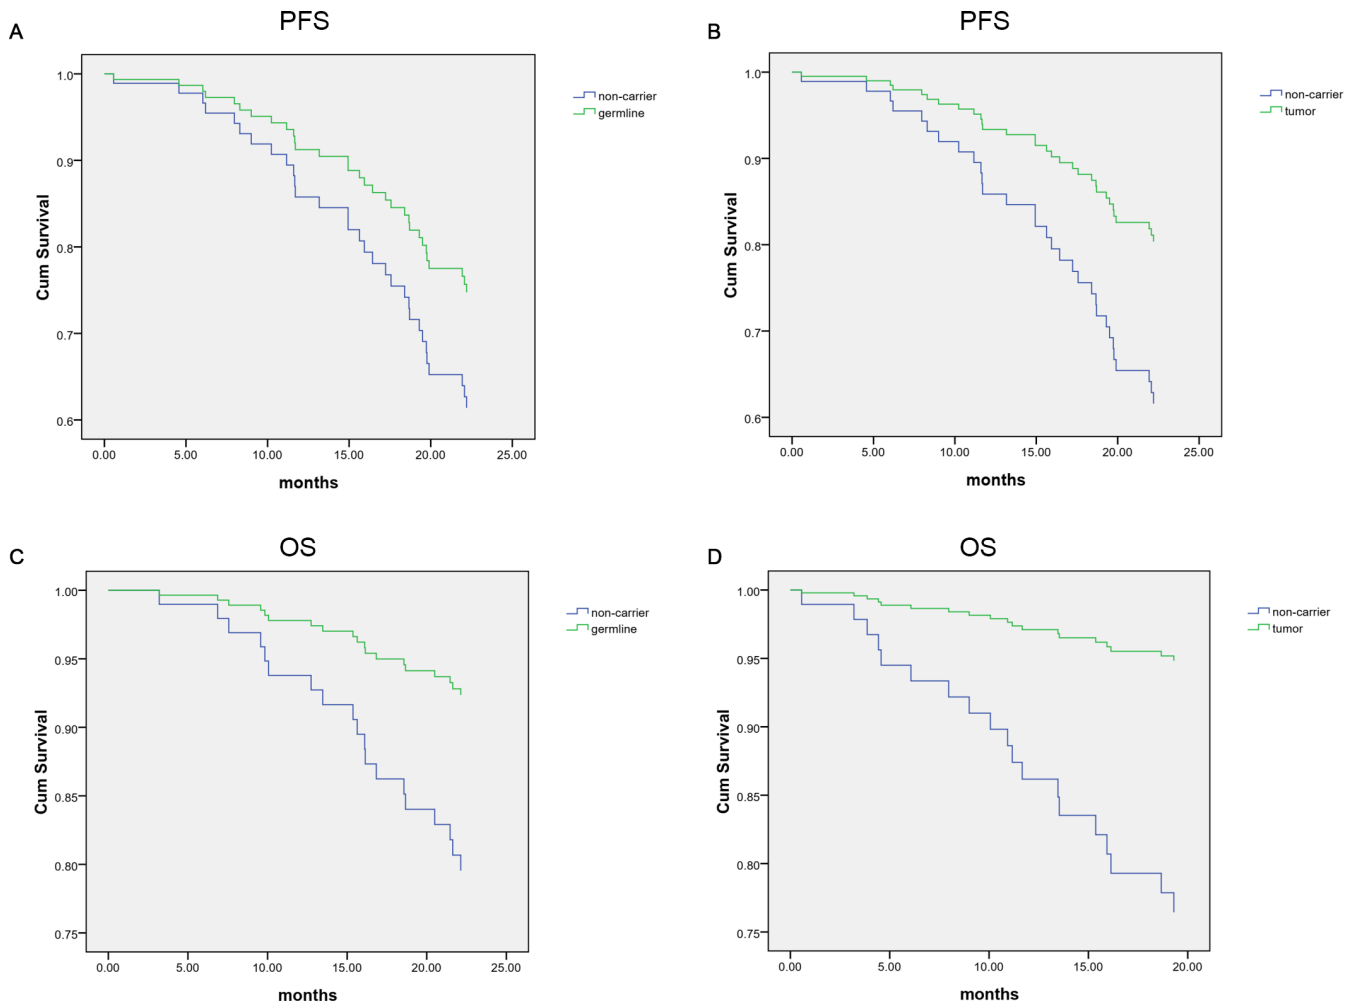 A
PFS
1.0
0.9
0.8
0.7
0.6
Cum Survival
0.00 5.00 10.00 15.00 20.00 25.00
months
non-carrier
germline
B
PFS
1.0
0.9
0.8
0.7
0.6
Cum Survival
0.00 5.00 10.00 15.00 20.00 25.00
months
non-carrier
tumor
C
OS
1.00
0.95
0.90
0.85
0.80
0.75
Cum Survival
0.00 5.00 10.00 15.00 20.00 25.00
months
non-carrier
germline
D
OS
1.00
0.95
0.90
0.85
0.80
0.75
Cum Survival
0.00 5.00 10.00 15.00 20.00
months
non-carrier
tumor